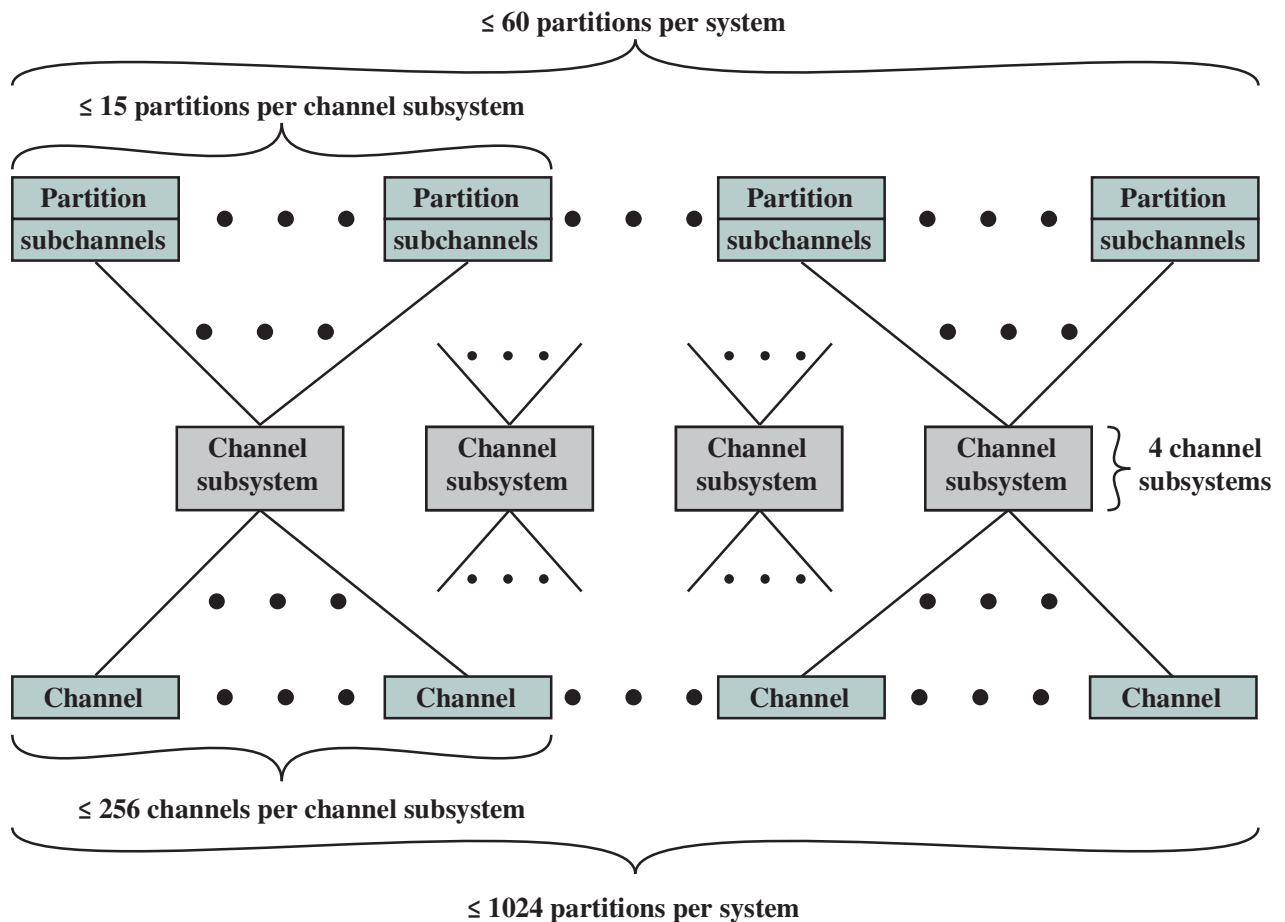 ≤ 60 partitions per system
≤ 15 partitions per channel subsystem
Partition
subchannels
Partition
subchannels
Partition
subchannels
Partition
subchannels
Channel
subsystem
Channel
subsystem
Channel
subsystem
Channel
subsystem
4 channel
subsystems
Channel
Channel
Channel
Channel
≤ 256 channels per channel subsystem
≤ 1024 partitions per system